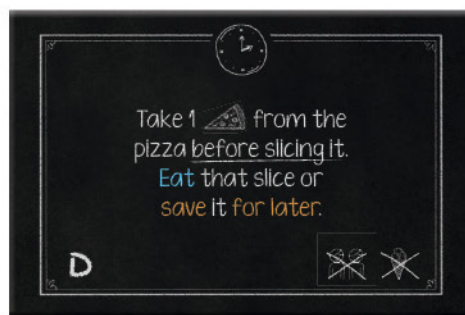 Take 1 from the
pizza before slicing it.
Eat that slice or
save it for later.
D